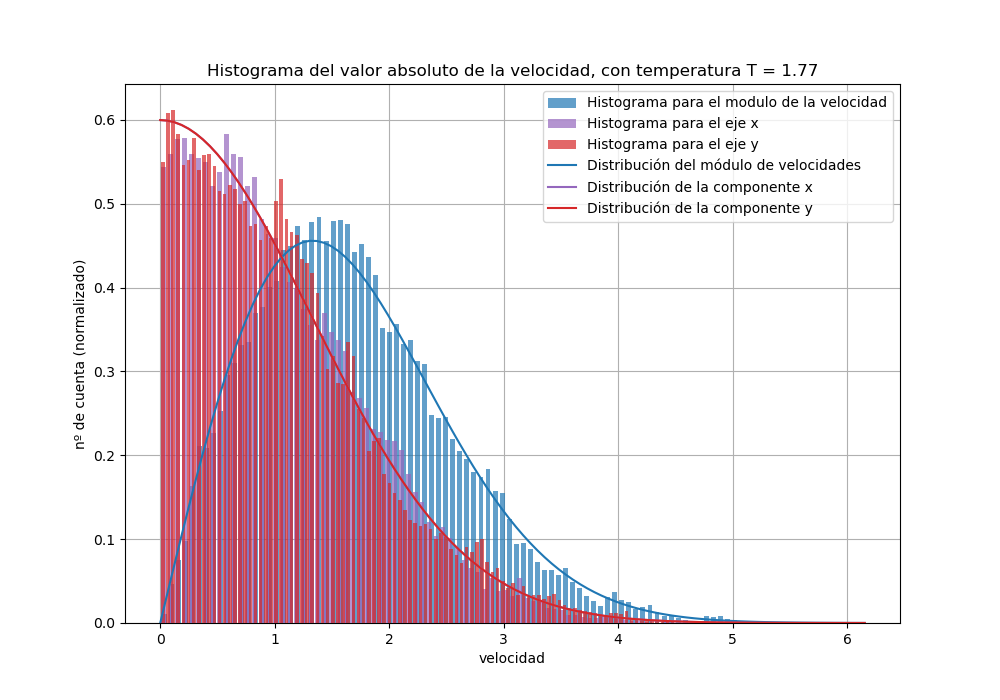 Histograma del valor absoluto de la velocidad, con temperatura T = 1.77
Histograma para el modulo de la velocidad
Histograma para el eje x
Histograma para el eje y
Distribución del módulo de velocidades
Distribución de la componente x
Distribución de la componente y
nº de cuenta (normalizado)
0.6
0.5
0.4
0.3
0.2
0.1
0.0
0 1 2 3 4 5 6
velocidad